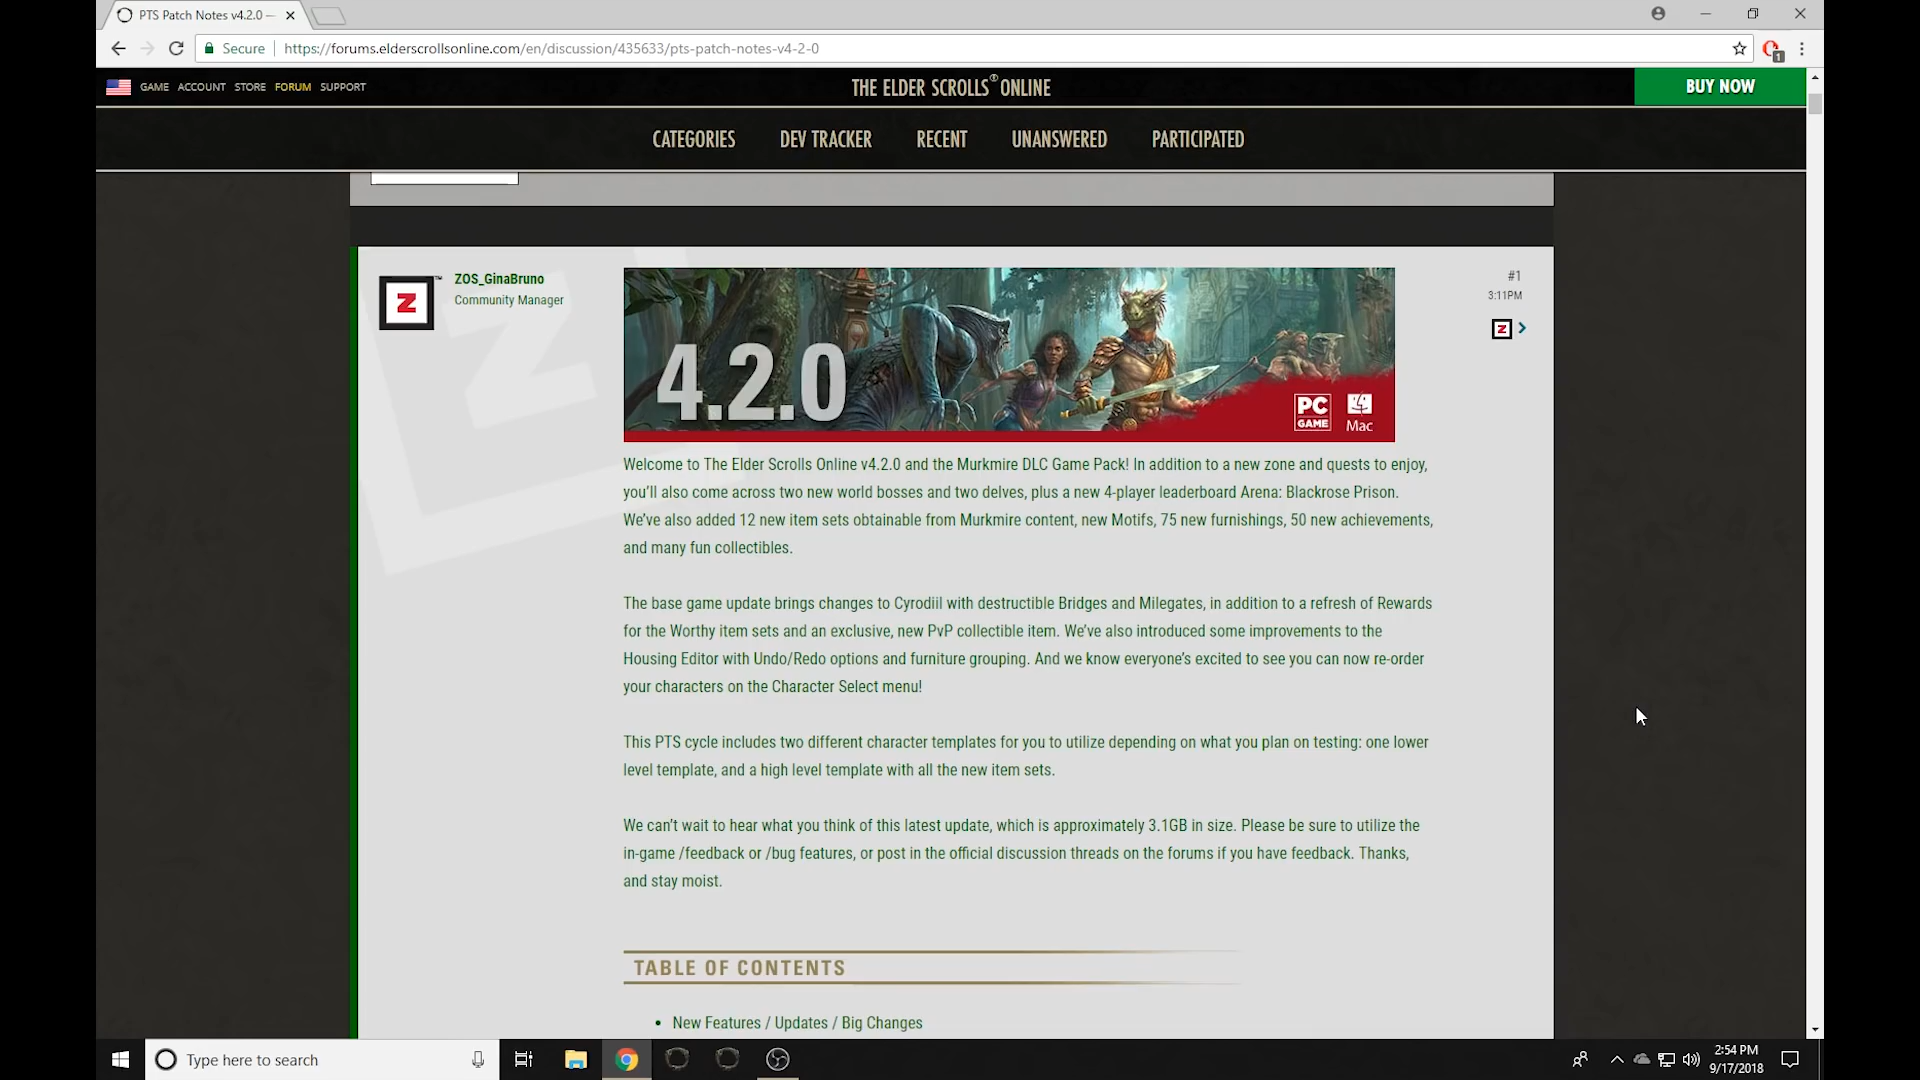 PTS Patch Notes v4.2.0 —
Secure https://forums.elderscrollsonline.com/en/discussion/435633/pts-patch-notes-v4-2-0
1
GAME ACCOUNT STORE FORUM SUPPORT
THE ELDER SCROLLS® ONLINE
BUY NOW
CATEGORIES DEV TRACKER RECENT UNANSWERED PARTICIPATED
Z
ZOS_GinaBruno
Community Manager
4.2.0
PC
GAME
Mac
#1
3:11PM
Z
Welcome to The Elder Scrolls Online v4.2.0 and the Murkmire DLC Game Pack! In addition to a new zone and quests to enjoy,
you’ll also come across two new world bosses and two delves, plus a new 4-player leaderboard Arena: Blackrose Prison.
We’ve also added 12 new item sets obtainable from Murkmire content, new Motifs, 75 new furnishings, 50 new achievements,
and many fun collectibles.
The base game update brings changes to Cyrodiil with destructible Bridges and Milegates, in addition to a refresh of Rewards
for the Worthy item sets and an exclusive, new PvP collectible item. We’ve also introduced some improvements to the
Housing Editor with Undo/Redo options and furniture grouping. And we know everyone’s excited to see you can now re-order
your characters on the Character Select menu!
This PTS cycle includes two different character templates for you to utilize depending on what you plan on testing: one lower
level template, and a high level template with all the new item sets.
We can’t wait to hear what you think of this latest update, which is approximately 3.1GB in size. Please be sure to utilize the
in-game /feedback or /bug features, or post in the official discussion threads on the forums if you have feedback. Thanks,
and stay moist.
TABLE OF CONTENTS
• New Features / Updates / Big Changes
Type here to search
2:54 PM
9/17/2018